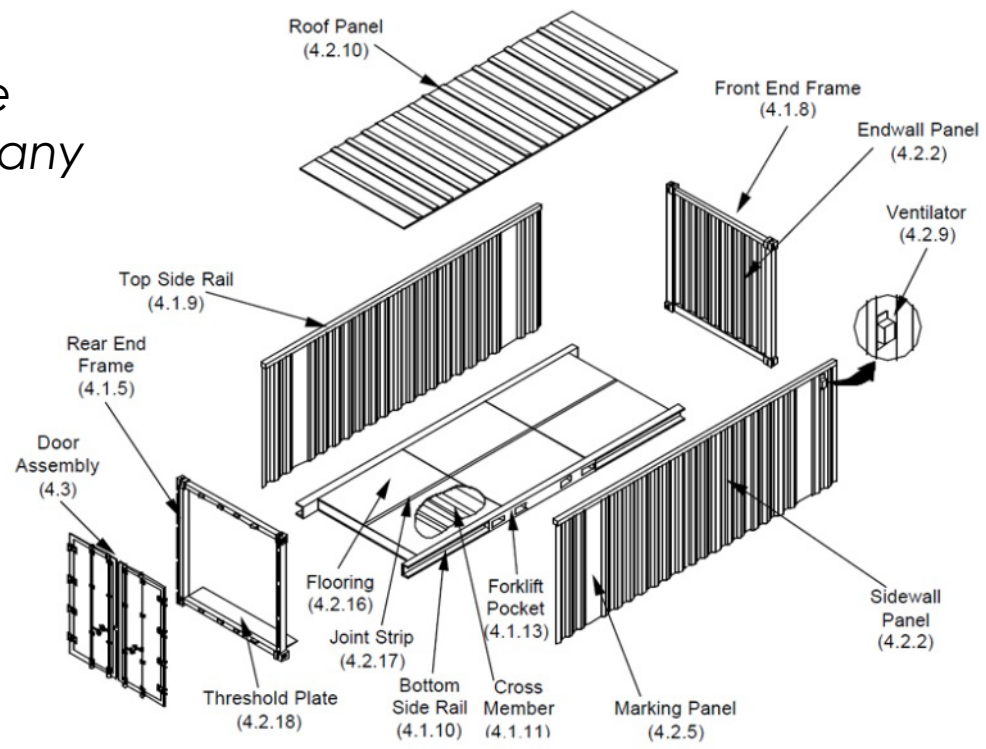 e
any
Roof Panel
(4.2.10)
Front End Frame
(4.1.8)
Endwall Panel
(4.2.2)
Ventilator
(4.2.9)
Top Side Rail
(4.1.9)
Rear End
Frame
(4.1.5)
Door
Assembly
(4.3)
Flooring
(4.2.16)
Joint Strip
(4.2.17)
Forklift
Pocket
(4.1.13)
Sidewall
Panel
(4.2.2)
Threshold Plate
(4.2.18)
Bottom
Side Rail
(4.1.10)
Cross
Member
(4.1.11)
Marking Panel
(4.2.5)